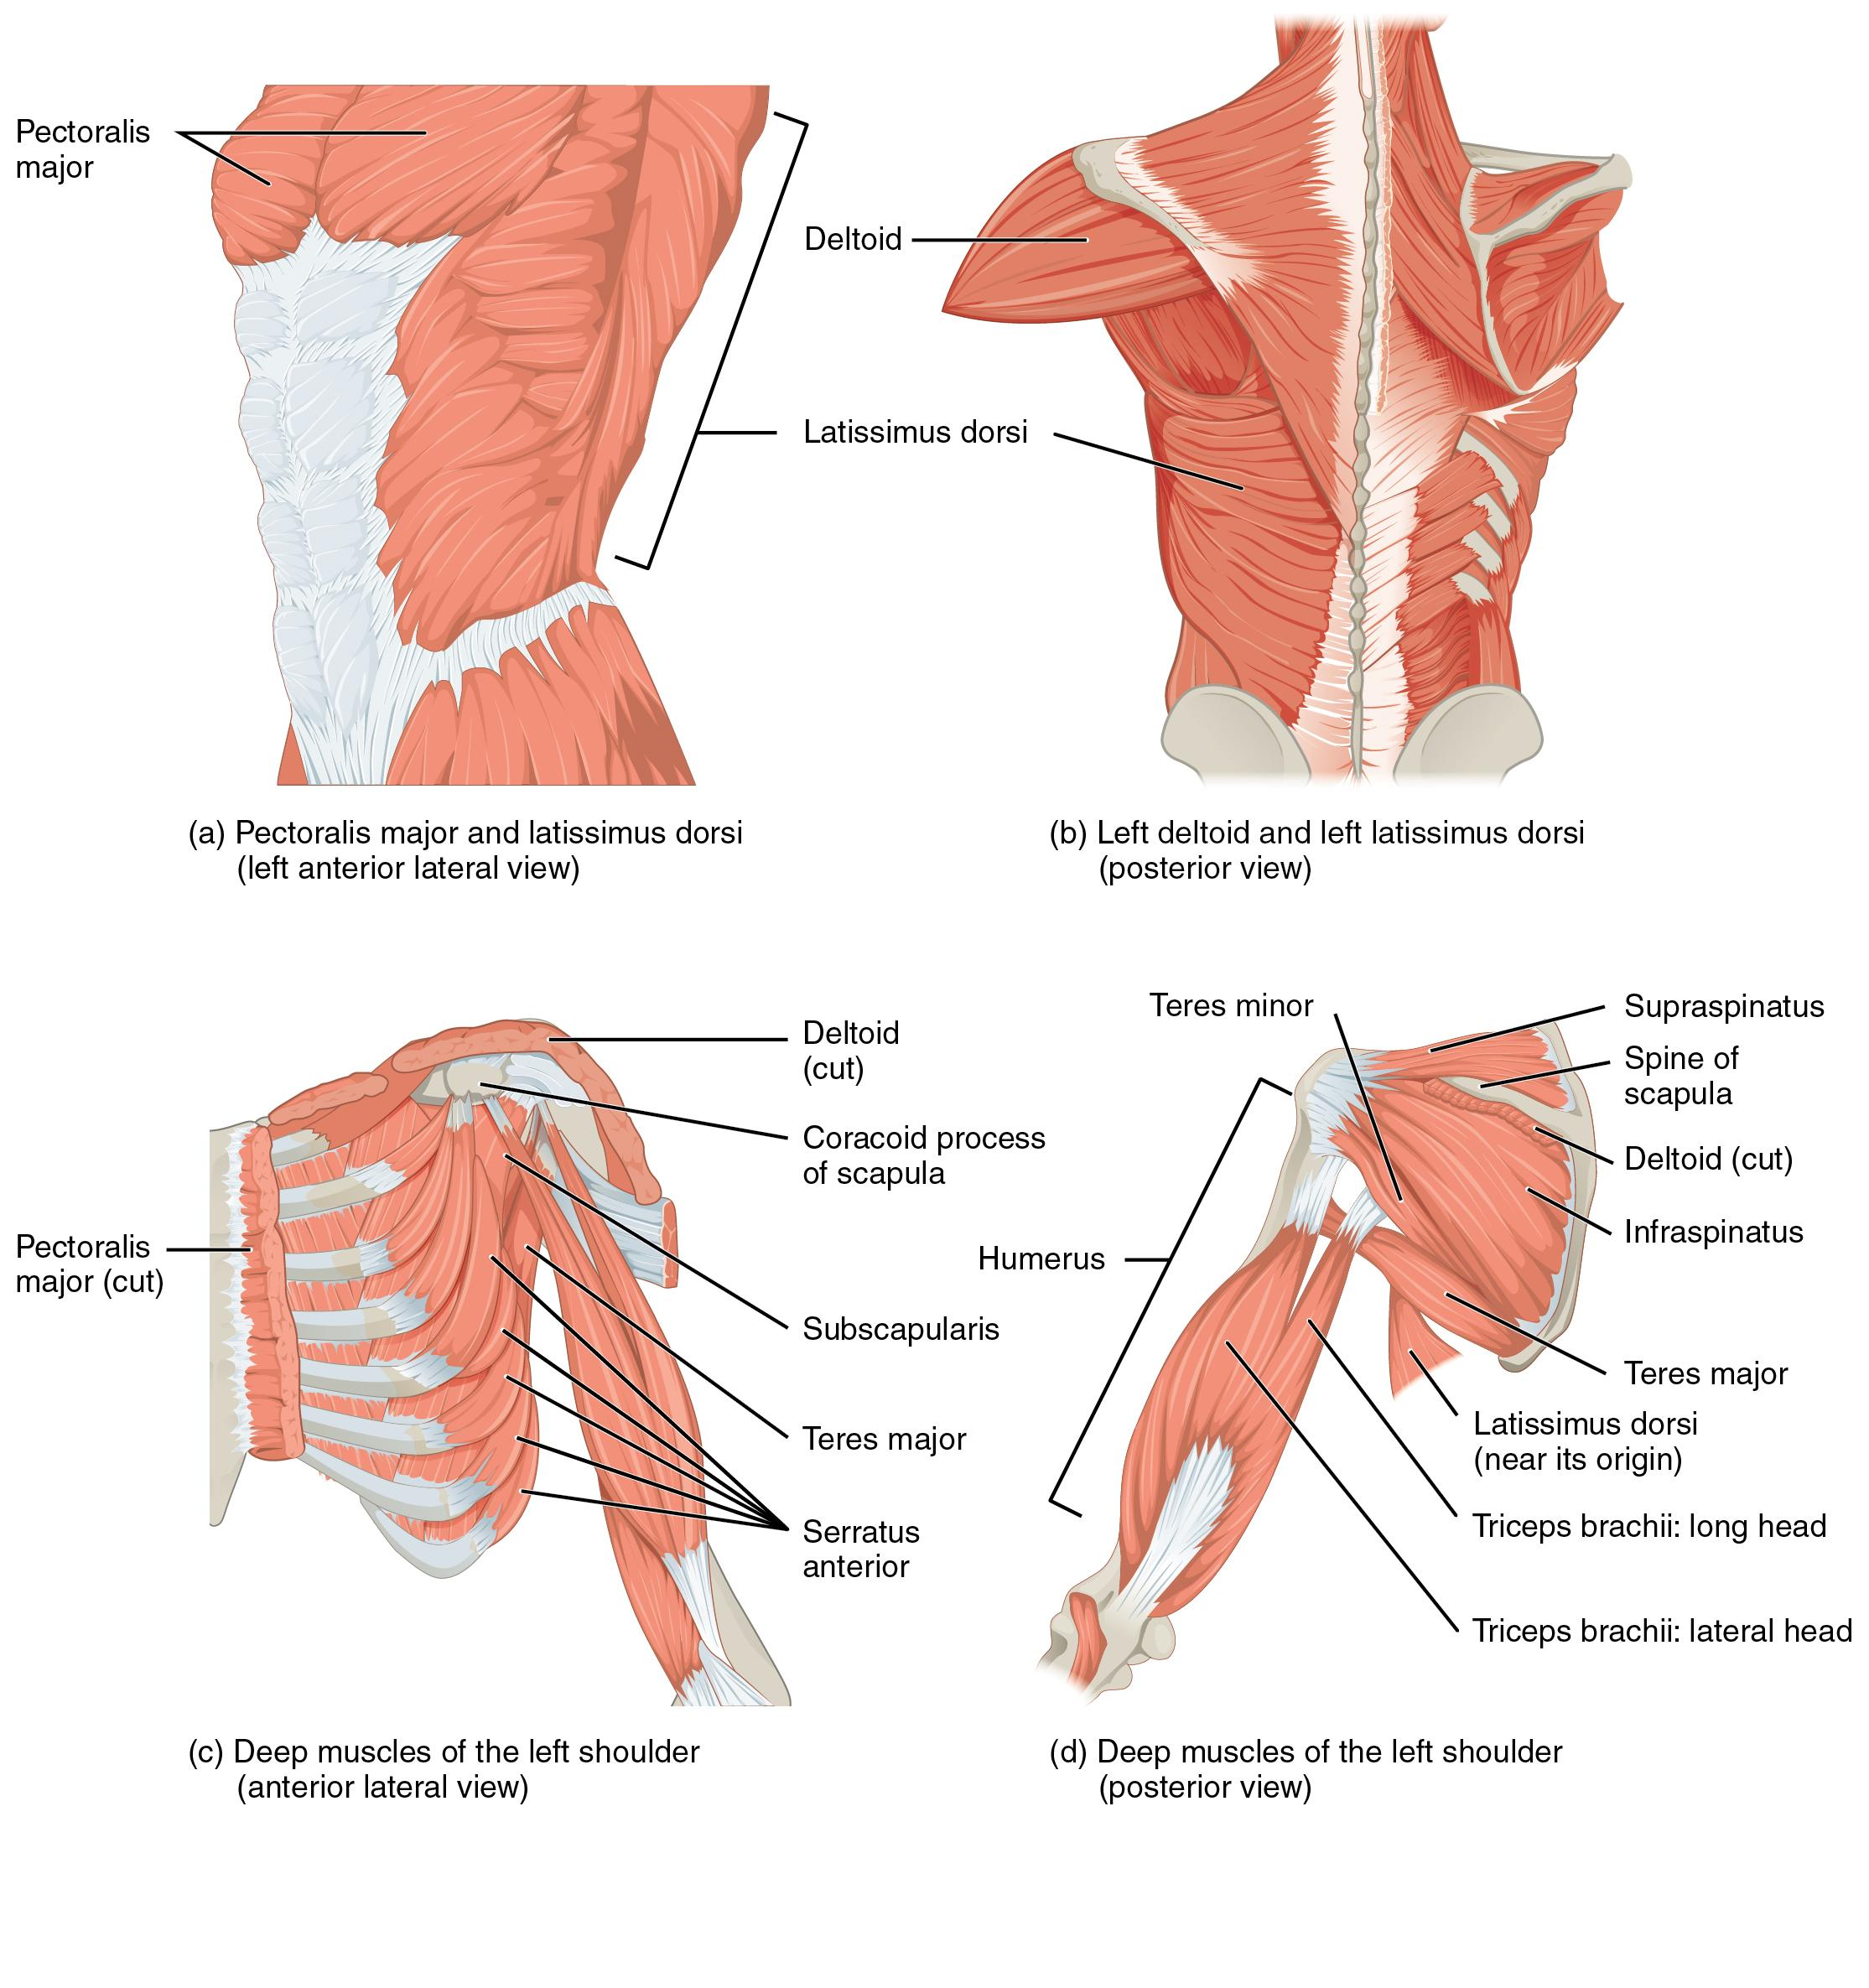 Pectoralis
major
Deltoid
Latissimus dorsi
(a) Pectoralis major and latissimus dorsi
(left anterior lateral view)
(b) Left deltoid and left latissimus dorsi
(posterior view)
Deltoid
(cut)
Coracoid process
of scapula
Pectoralis
major (cut)
Subscapularis
Teres major
Serratus
anterior
(c) Deep muscles of the left shoulder
(anterior lateral view)
Teres minor
Supraspinatus
Spine of
scapula
Deltoid (cut)
Infraspinatus
Humerus
Teres major
Latissimus dorsi
(near its origin)
Triceps brachii: long head
Triceps brachii: lateral head
(d) Deep muscles of the left shoulder
(posterior view)